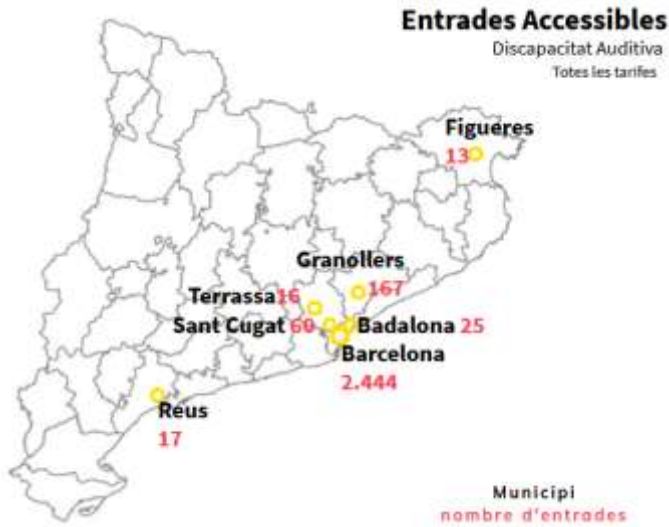 Entrades Accessibles
Discapacitat Auditiva
Totes les tarifes
Figueres
13
Granollers
167
Terrassa 16
Sant Cugat 60
Badalona 25
Barcelona
2.444
Reus
17
Municipi
nombre d'entrades